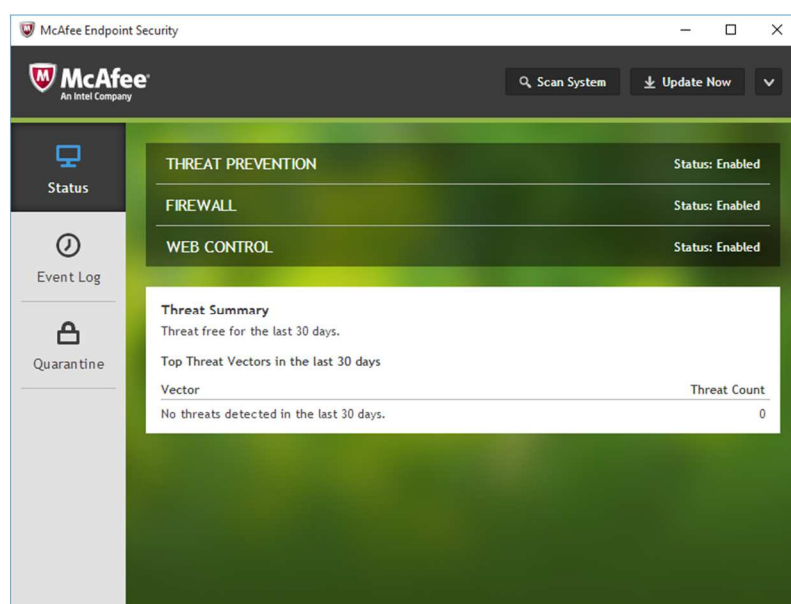 McAfee Endpoint Security
McAfee
An Intel Company
Scan System
Update Now
Status
Event Log
Quarantine
THREAT PREVENTION Status: Enabled
FIREWALL Status: Enabled
WEB CONTROL Status: Enabled
Threat Summary
Threat free for the last 30 days.
Top Threat Vectors in the last 30 days
Vector Threat Count
No threats detected in the last 30 days. 0